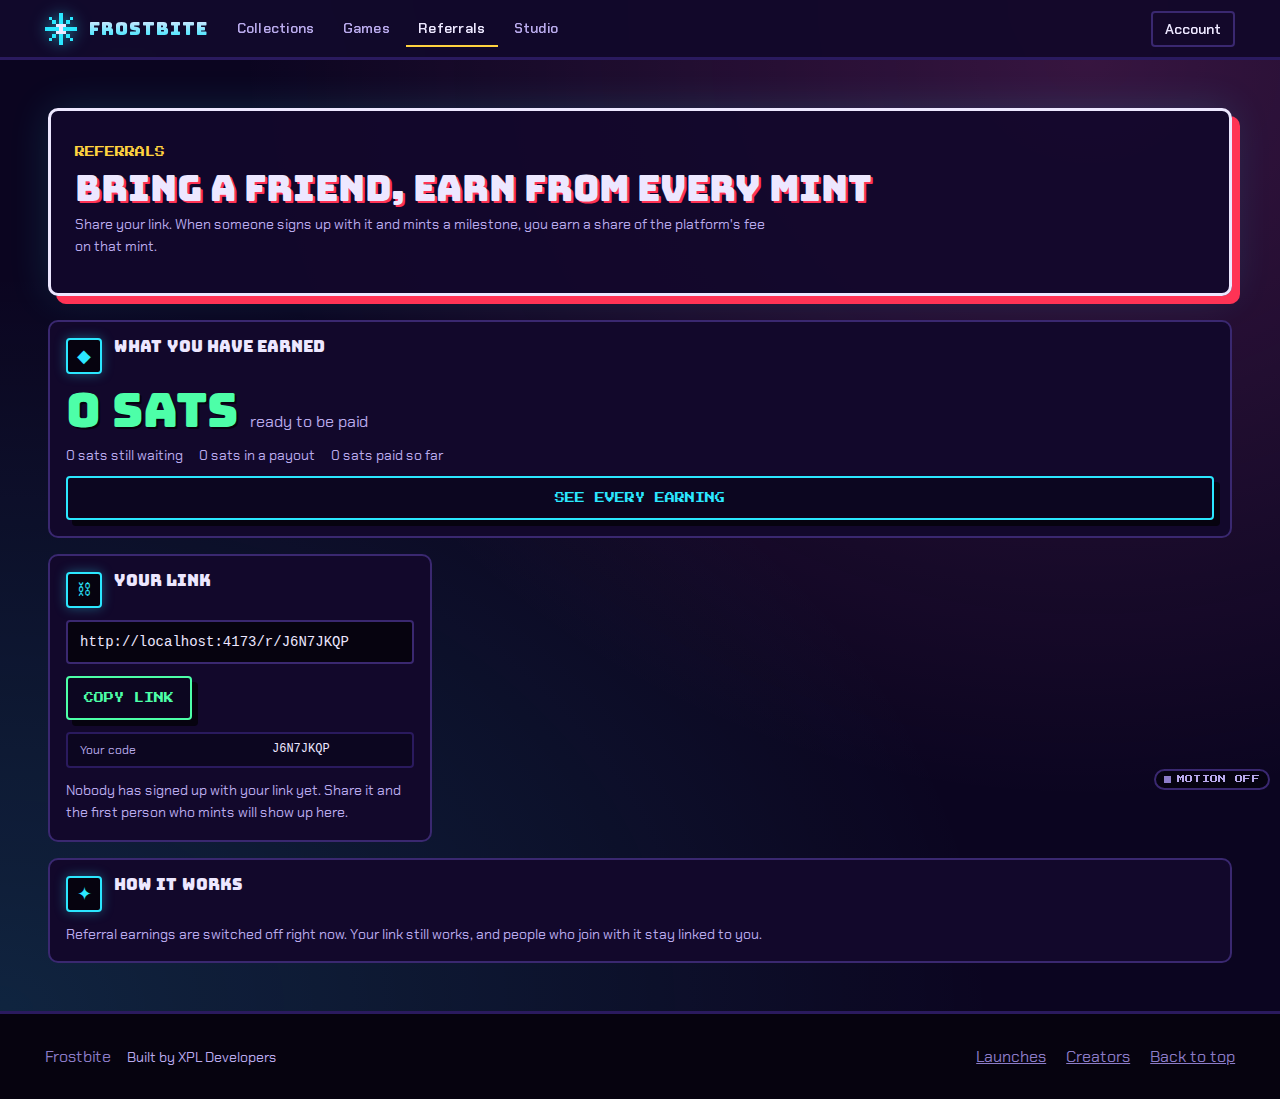 FROSTBITE
Collections
Games
Referrals
Studio
Account
REFERRALS
BRING A FRIEND, EARN FROM EVERY MINT
Share your link. When someone signs up with it and mints a milestone, you earn a share of the platform's fee
on that mint.
WHAT YOU HAVE EARNED
0 SATS ready to be paid
0 sats still waiting 0 sats in a payout 0 sats paid so far
SEE EVERY EARNING
YOUR LINK
http://localhost:4173/r/J6N7JKQP
COPY LINK
Your code J6N7JKQP
MOTION OFF
Nobody has signed up with your link yet. Share it and
the first person who mints will show up here.
HOW IT WORKS
Referral earnings are switched off right now. Your link still works, and people who join with it stay linked to you.
Frostbite Built by XPL Developers
Launches Creators Back to top